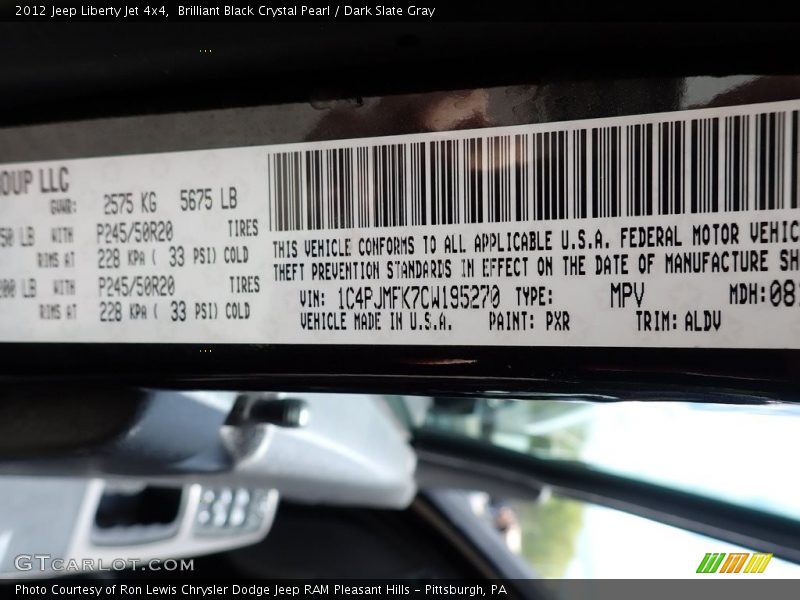 2012 Jeep Liberty Jet 4x4,  Brilliant Black Crystal Pearl / Dark Slate Gray
LLC
GVWR: 2575 KG 5675 LB
LB WITH P245/50R20 TIRES
RIMS AT 228 KPA ( 33 PSI) COLD
LB WITH P245/50R20 TIRES
RIMS AT 228 KPA ( 33 PSI) COLD
THIS VEHICLE CONFORMS TO ALL APPLICABLE U.S.A. FEDERAL MOTOR
THEFT PREVENTION STANDARDS IN EFFECT ON THE DATE OF MANUFACTURE
VIN: 1C4PJMFK7CW195270 TYPE: MPV MDH:
VEHICLE MADE IN U.S.A. PAINT: PXR TRIM: ALDV
GTCARLOT.COM
Photo Courtesy of Ron Lewis Chrysler Dodge Jeep RAM Pleasant Hills - Pittsburgh, PA